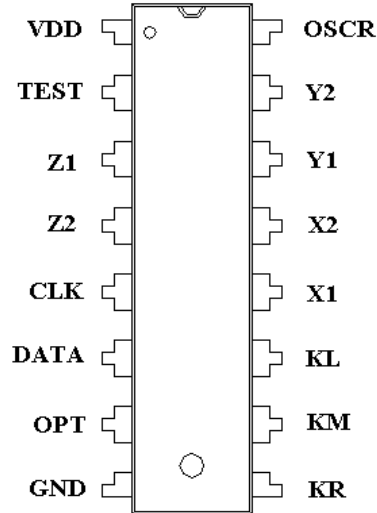 VDD OSCR
TEST Y2
Z1 Y1
Z2 X2
CLK X1
DATA KL
OPT KM
GND KR